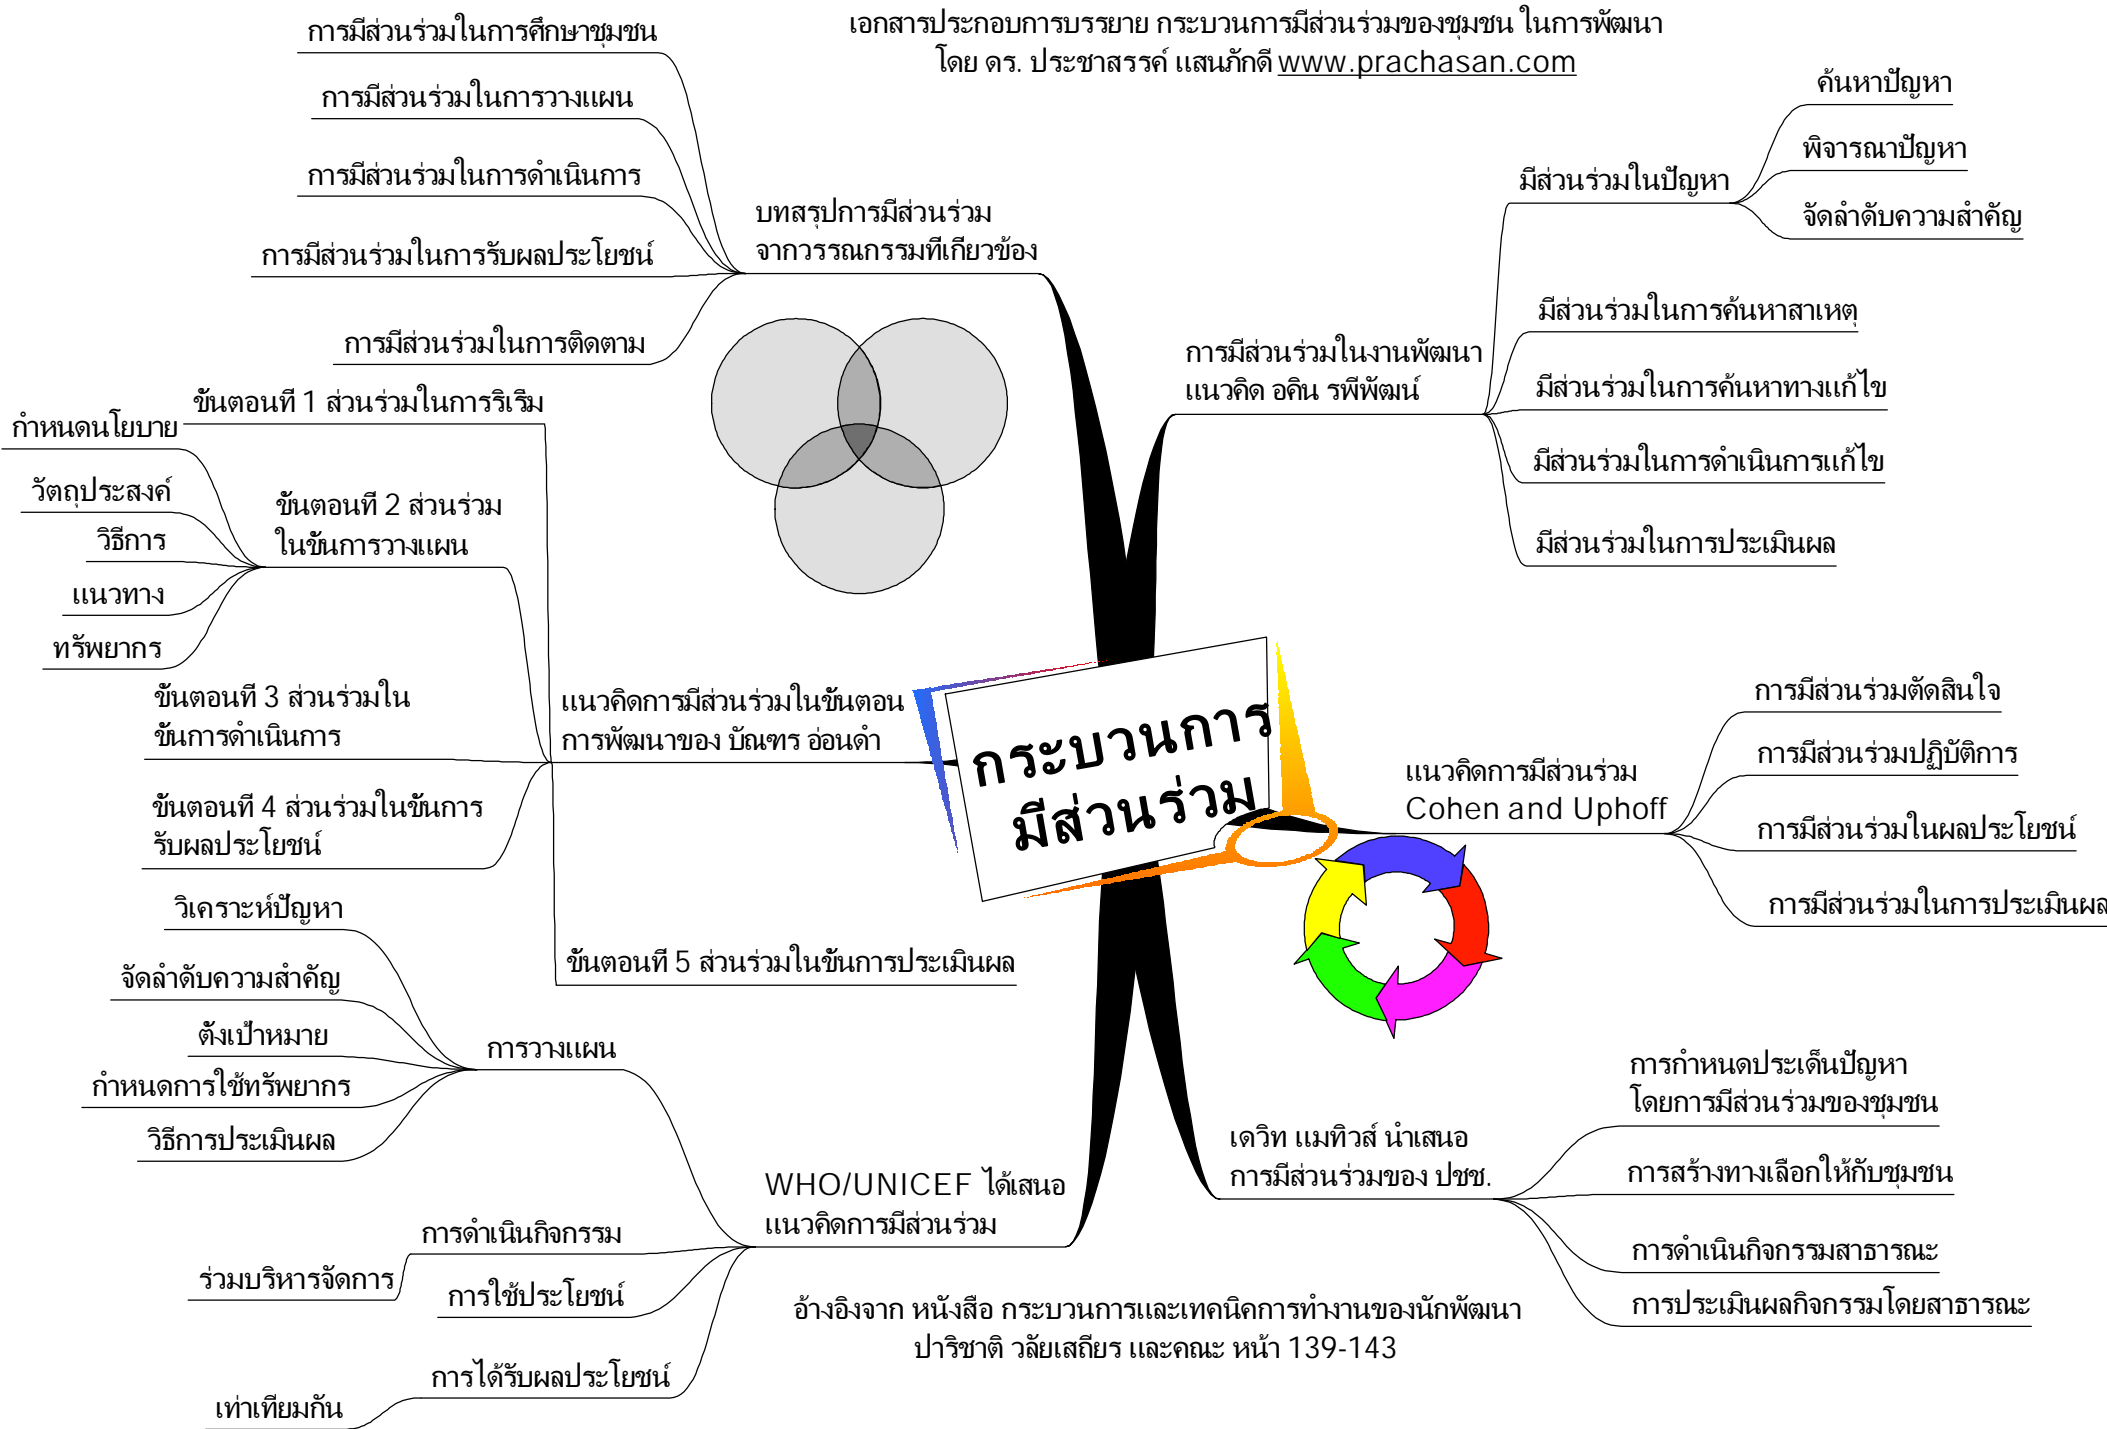 เอกสารประกอบการบรรยาย กระบวนการมีส่วนร่วมของชุมชน ในการพัฒนา
โดย ดร. ประชาสรรค์ แสนภักดี www.prachasan.com
กระบวนการ
มีส่วนร่วม
การมีส่วนร่วมในงานพัฒนา
แนวคิด อคิน รพีพัฒน์
มีส่วนร่วมในปัญหา
ค้นหาปัญหา
พิจารณาปัญหา
จัดลำดับความสำคัญ
มีส่วนร่วมในการค้นหาสาเหตุ
มีส่วนร่วมในการค้นหาทางแก้ไข
มีส่วนร่วมในการดำเนินการแก้ไข
มีส่วนร่วมในการประเมินผล
แนวคิดการมีส่วนร่วม
Cohen and Uphoff
การมีส่วนร่วมตัดสินใจ
การมีส่วนร่วมปฏิบัติการ
การมีส่วนร่วมในผลประโยชน์
การมีส่วนร่วมในการประเมินผล
เดวิท แมทิวส์ นำเสนอ
การมีส่วนร่วมของ ปชช.
การกำหนดประเด็นปัญหา
โดยการมีส่วนร่วมของชุมชน
การสร้างทางเลือกให้กับชุมชน
การดำเนินกิจกรรมสาธารณะ
การประเมินผลกิจกรรมโดยสาธารณะ
WHO/UNICEF ได้เสนอ
แนวคิดการมีส่วนร่วม
การวางแผน
วิเคราะห์ปัญหา
จัดลำดับความสำคัญ
ตั้งเป้าหมาย
กำหนดการใช้ทรัพยากร
วิธีการประเมินผล
การดำเนินกิจกรรม
ร่วมบริหารจัดการ
การใช้ประโยชน์
การได้รับผลประโยชน์
เท่าเทียมกัน
แนวคิดการมีส่วนร่วมในขั้นตอน
การพัฒนาของ บัณฑร อ่อนดำ
ขั้นตอนที่ 1 ส่วนร่วมในการริเริ่ม
ขั้นตอนที่ 2 ส่วนร่วม
ในขั้นการวางแผน
กำหนดนโยบาย
วัตถุประสงค์
วิธีการ
แนวทาง
ทรัพยากร
ขั้นตอนที่ 3 ส่วนร่วมใน
ขั้นการดำเนินการ
ขั้นตอนที่ 4 ส่วนร่วมในขั้นการ
รับผลประโยชน์
ขั้นตอนที่ 5 ส่วนร่วมในขั้นการประเมินผล
บทสรุปการมีส่วนร่วม
จากวรรณกรรมที่เกี่ยวข้อง
การมีส่วนร่วมในการศึกษาชุมชน
การมีส่วนร่วมในการวางแผน
การมีส่วนร่วมในการดำเนินการ
การมีส่วนร่วมในการรับผลประโยชน์
การมีส่วนร่วมในการติดตาม
อ้างอิงจาก หนังสือ กระบวนการและเทคนิคการทำงานของนักพัฒนา
ปาริชาติ วลัยเสถียร และคณะ หน้า 139-143